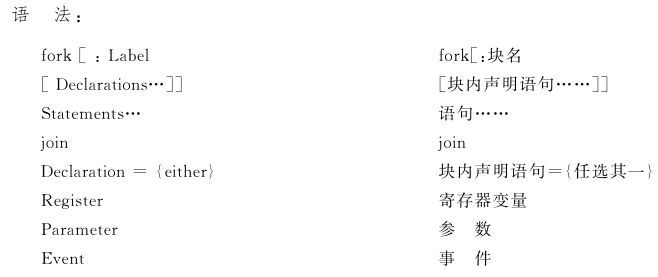 语 法：
fork [ : Label fork[:块名
[ Declarations…]] [块内声明语句……]]
Statements… 语句……
join join
Declaration = {either} 块内声明语句={任选其一}
Register 寄存器变量
Parameter 参 数
Event 事 件